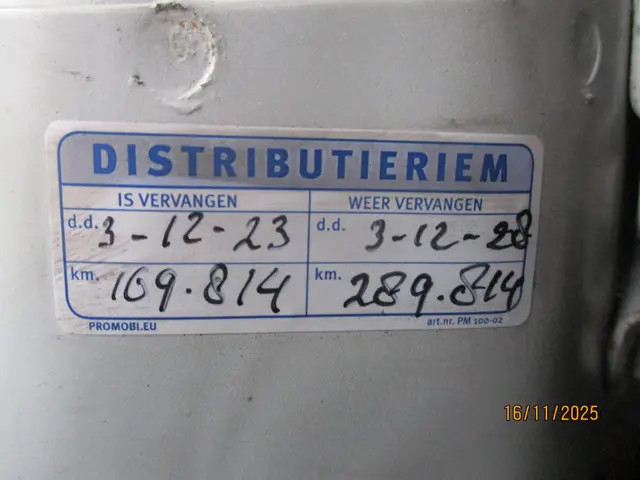 DISTRIBUTIERIEM
IS VERVANGEN WEER VERVANGEN
d.d. 3-12-23 d.d. 3-12-28
km. 169.814 km. 289.814
PROMOBI.EU art.nr. PM 100-02
16/11/2025